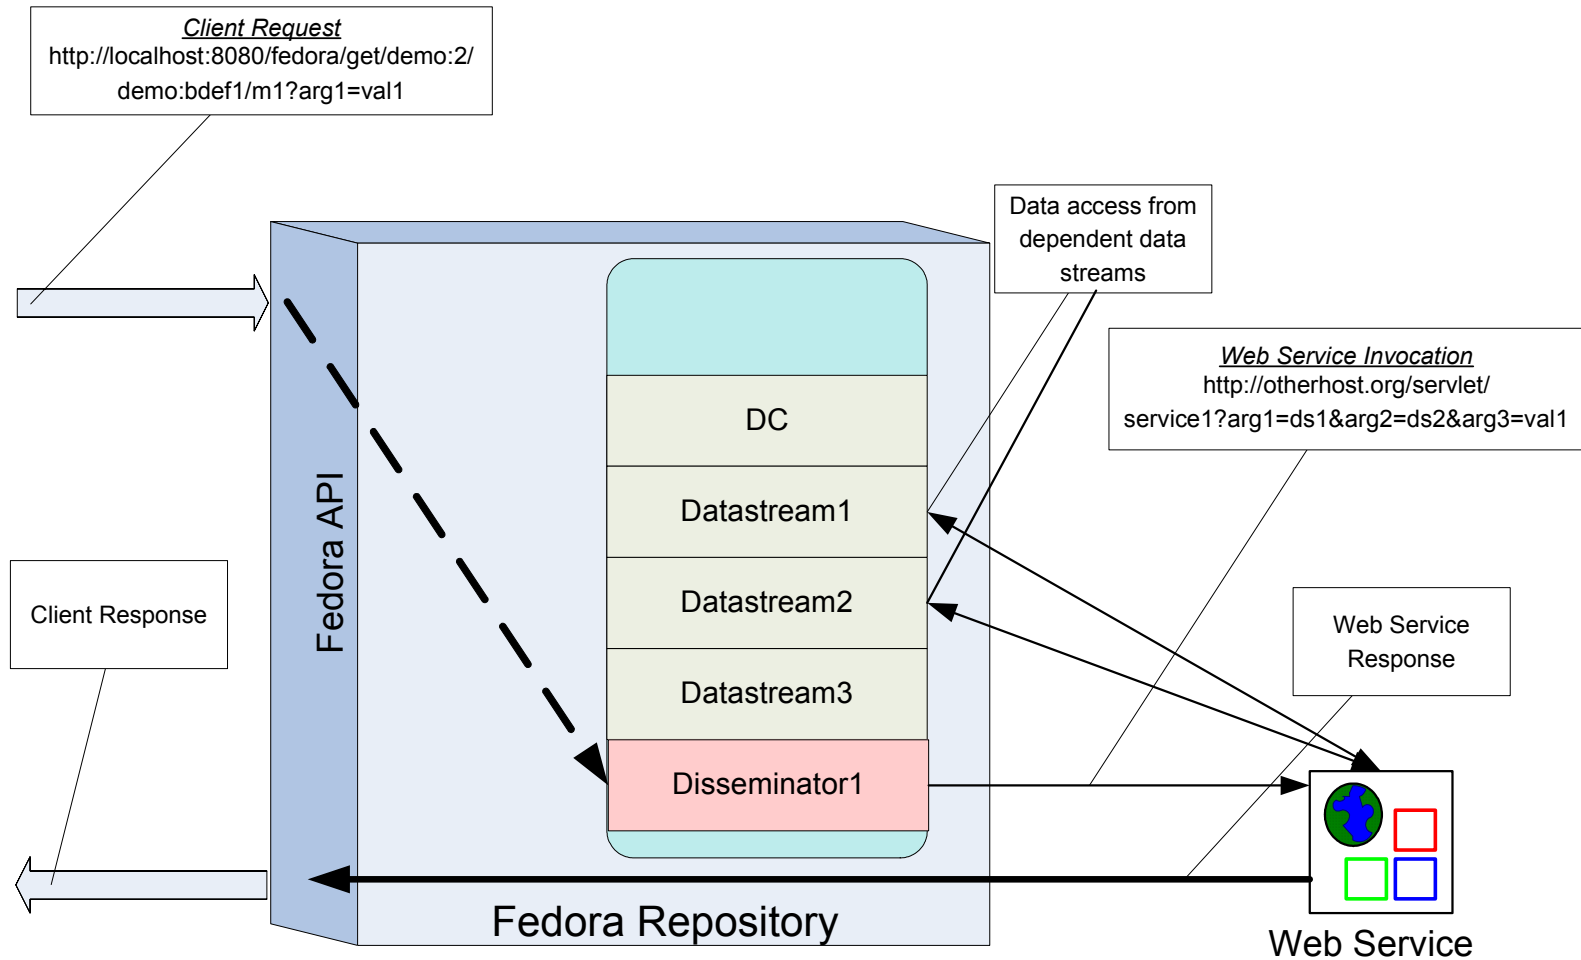 Client Request
http://localhost:8080/fedora/get/demo:2/
demo:bdef1/m1?arg1=val1
Data access from
dependent data
streams
Web Service Invocation
http://otherhost.org/servlet/
service1?arg1=ds1&arg2=ds2&arg3=val1
DC
Datastream1
Datastream2
Datastream3
Disseminator1
Fedora API
Client Response
Web Service
Response
Fedora Repository
Web Service